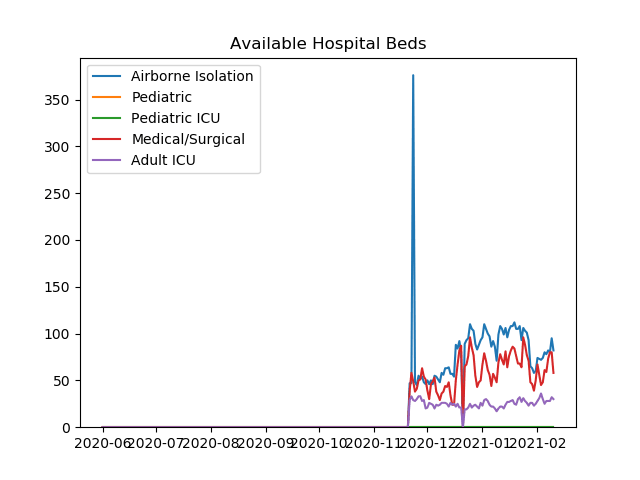 Available Hospital Beds
Airborne Isolation
Pediatric
Pediatric ICU
Medical/Surgical
Adult ICU
350
300
250
200
150
100
50
0
2020-06 2020-07 2020-08 2020-09 2020-10 2020-11 2020-12 2021-01 2021-02